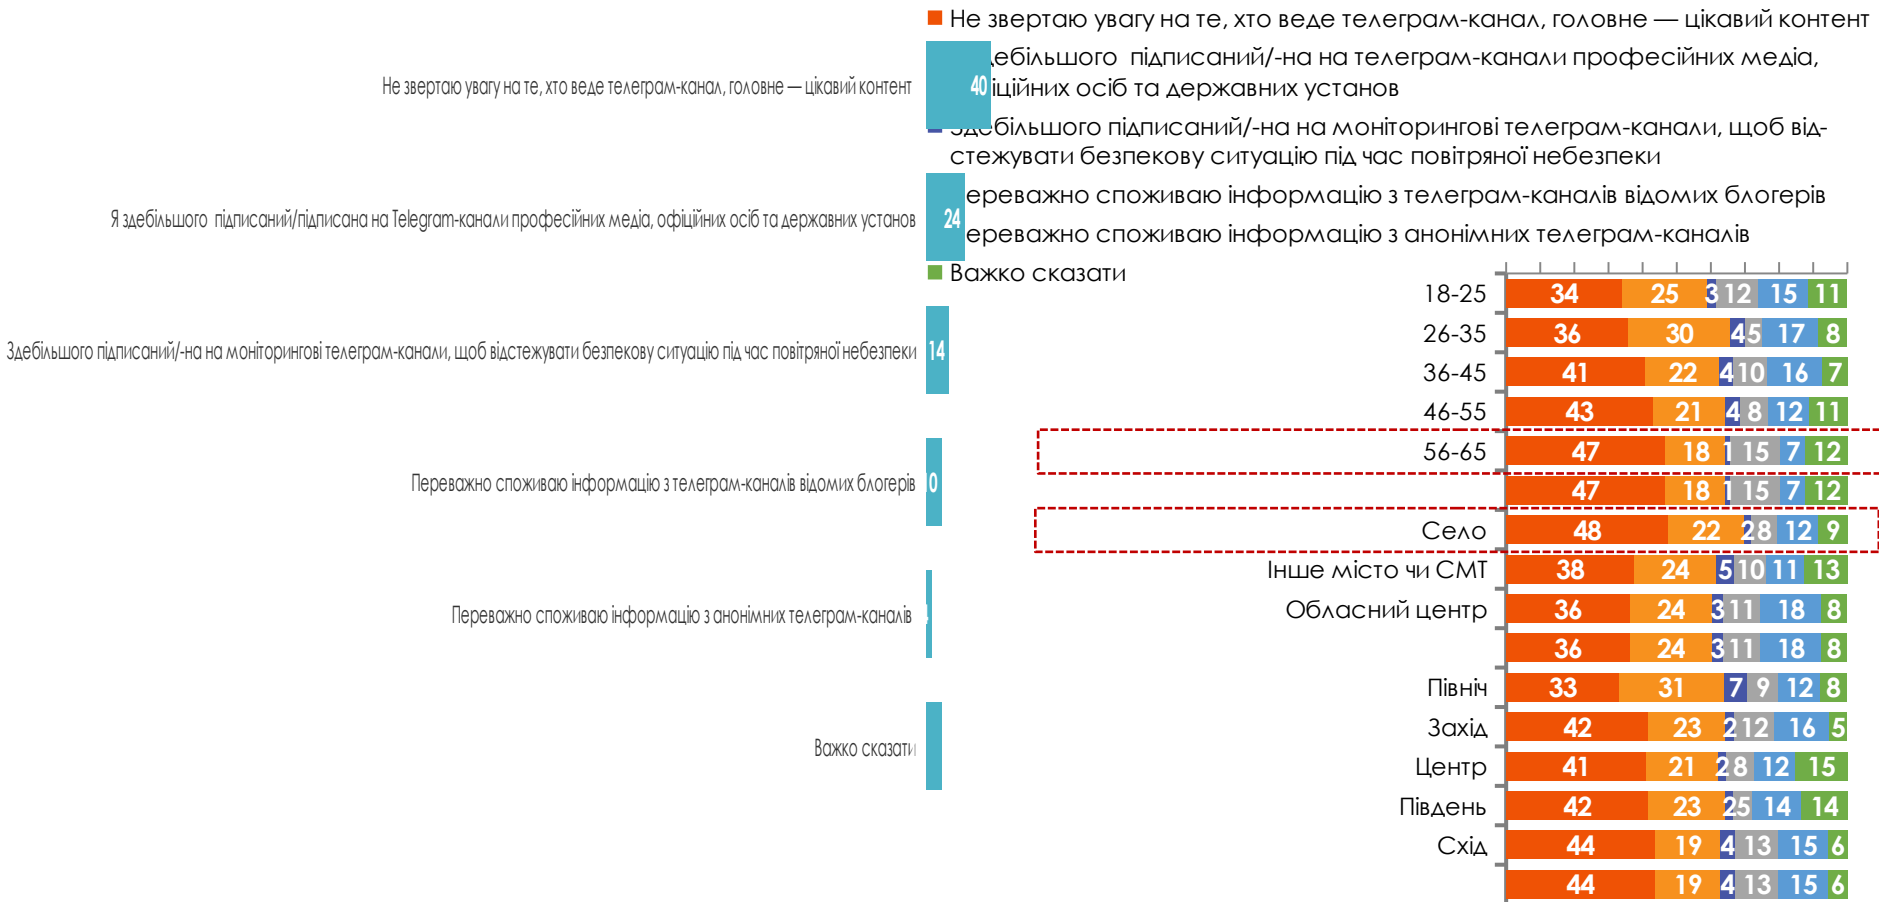 Не звертаю увагу на те, хто веде телеграм-канал, головне — цікавий контент
ебільшого підписаний/-на на телеграм-канали професійних медіа,
іційних осіб та державних установ
Здебільшого підписаний/-на на моніторингові телеграм-канали, щоб від-
стежувати безпекову ситуацію під час повітряної небезпеки
ереважно споживаю інформацію з телеграм-каналів відомих блогерів
ереважно споживаю інформацію з анонімних телеграм-каналів
Важко сказати
Не звертаю увагу на те, хто веде телеграм-канал, головне — цікавий контент 40
Я здебільшого підписаний/підписана на Telegram-канали професійних медіа, офіційних осіб та державних установ 24
Здебільшого підписаний/-на на моніторингові телеграм-канали, щоб відстежувати безпекову ситуацію під час повітряної небезпеки 14
Переважно споживаю інформацію з телеграм-каналів відомих блогерів 0
Переважно споживаю інформацію з анонімних телеграм-каналів
Важко сказати
18-25 34 25 3 12 15 11
26-35 36 30 4 5 17 8
36-45 41 22 4 10 16 7
46-55 43 21 4 8 12 11
56-65 47 18 1 15 7 12
47 18 1 15 7 12
Село 48 22 2 8 12 9
Інше місто чи СМТ 38 24 5 10 11 13
Обласний центр 36 24 3 11 18 8
36 24 3 11 18 8
Північ 33 31 7 9 12 8
Захід 42 23 2 12 16 5
Центр 41 21 2 8 12 15
Південь 42 23 2 5 14 14
Схід 44 19 4 13 15 6
44 19 4 13 15 6